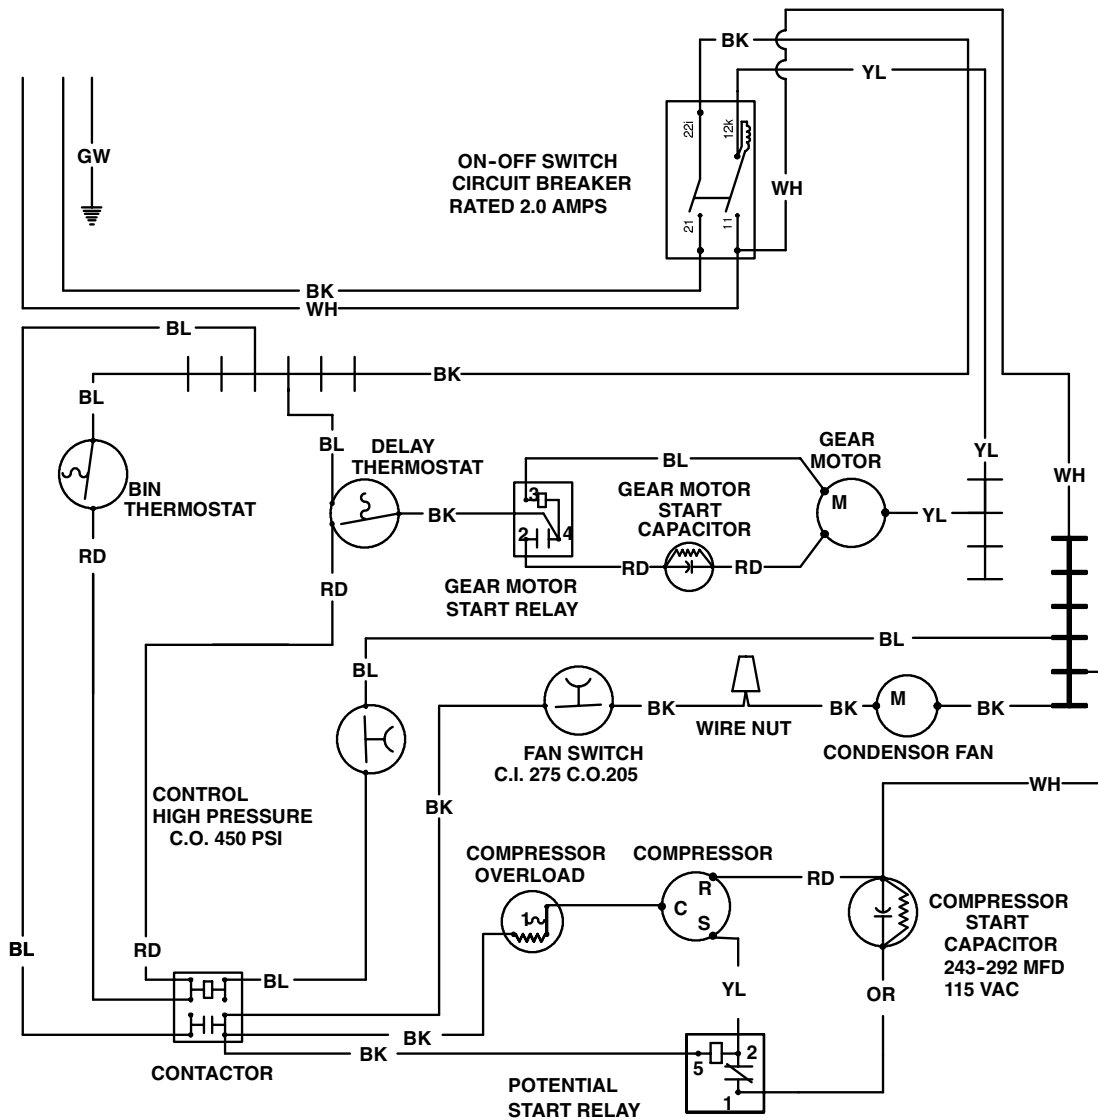 BK
YL
GW
22i
12k
ON-OFF SWITCH
CIRCUIT BREAKER
RATED 2.0 AMPS
WH
21
11
BK
WH
BL
BK
BL
BL
DELAY
THERMOSTAT
GEAR
MOTOR
YL
BL
WH
BIN
THERMOSTAT
GEAR MOTOR
START
CAPACITOR
3
M
BK
YL
2
4
RD
RD
RD
RD
GEAR MOTOR
START RELAY
BL
BL
M
BK
WIRE NUT
BK
BK
FAN SWITCH
C.I. 275 C.O.205
CONDENSOR FAN
CONTROL
HIGH PRESSURE
C.O. 450 PSI
BK
WH
COMPRESSOR
OVERLOAD
COMPRESSOR
R
RD
1
C
S
COMPRESSOR
START
CAPACITOR
243-292 MFD
115 VAC
BL
RD
BL
YL
OR
BK
BK
CONTACTOR
5
2
1
POTENTIAL
START RELAY